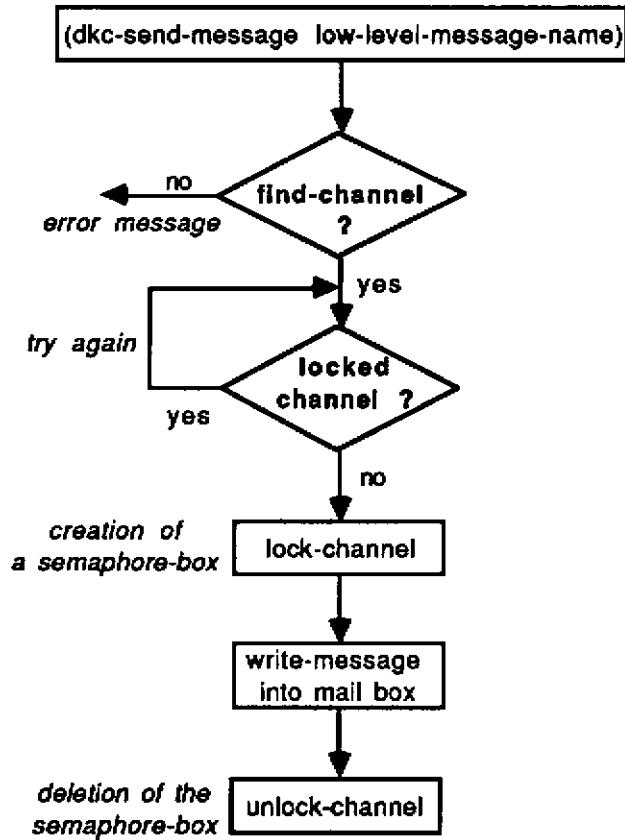 (dkc-send-message low-level-message-name)
no
find-channel
?
error message
yes
try again
locked
channel ?
yes
no
creation of
a semaphore-box
lock-channel
write-message
into mail box
deletion of the
semaphore-box
unlock-channel